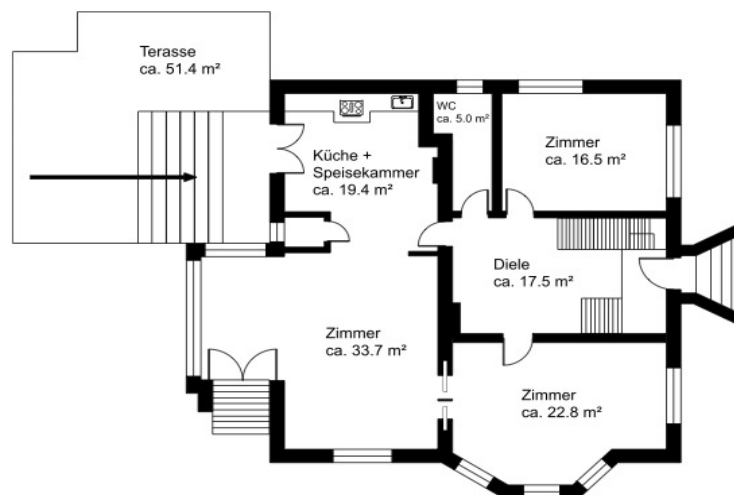 Terasse
ca. 51.4 m²
WC
ca. 5.0 m²
Zimmer
ca. 16.5 m²
Küche +
Speisekammer
ca. 19.4 m²
Diele
ca. 17.5 m²
Zimmer
ca. 33.7 m²
Zimmer
ca. 22.8 m²